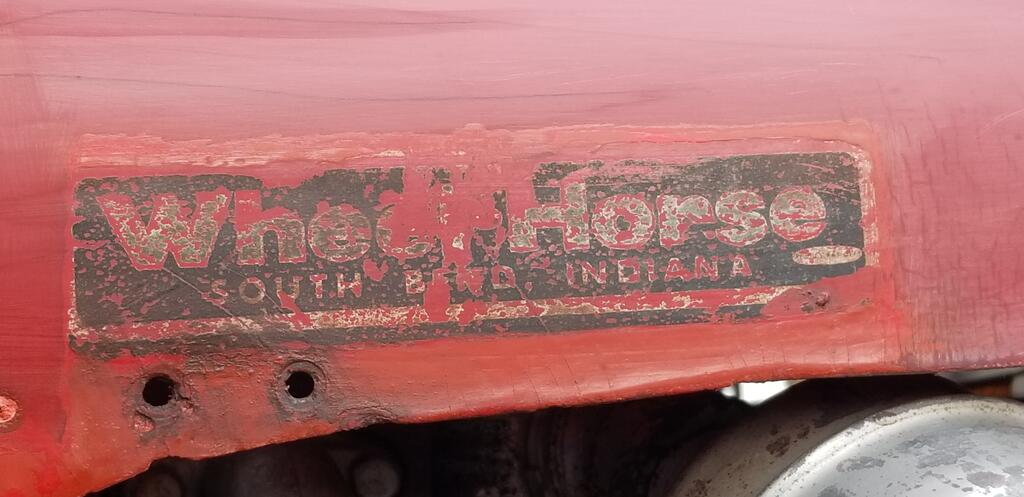 Wheel Horse
SOUTH BEND, INDIANA